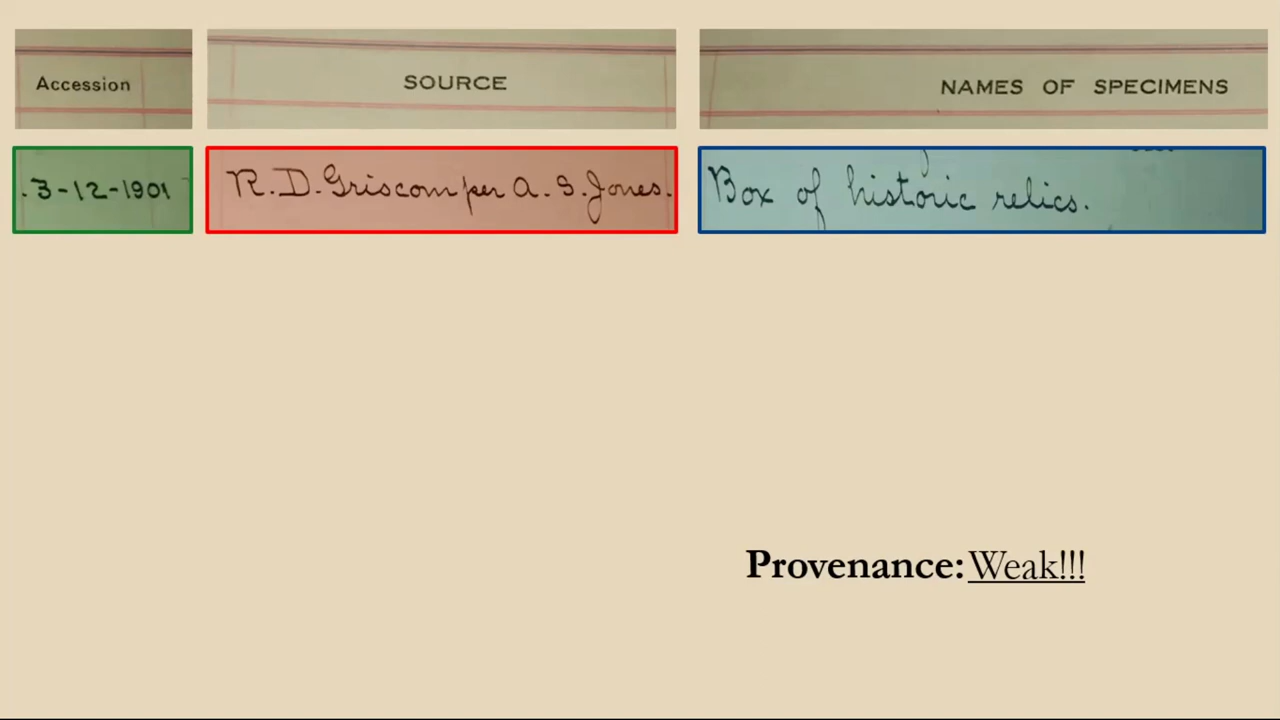 Accession SOURCE NAMES OF SPECIMENS
.3-12-1901 R.D. Griscom per A.S. Jones. Box of historic relics.
Provenance: Weak!!!